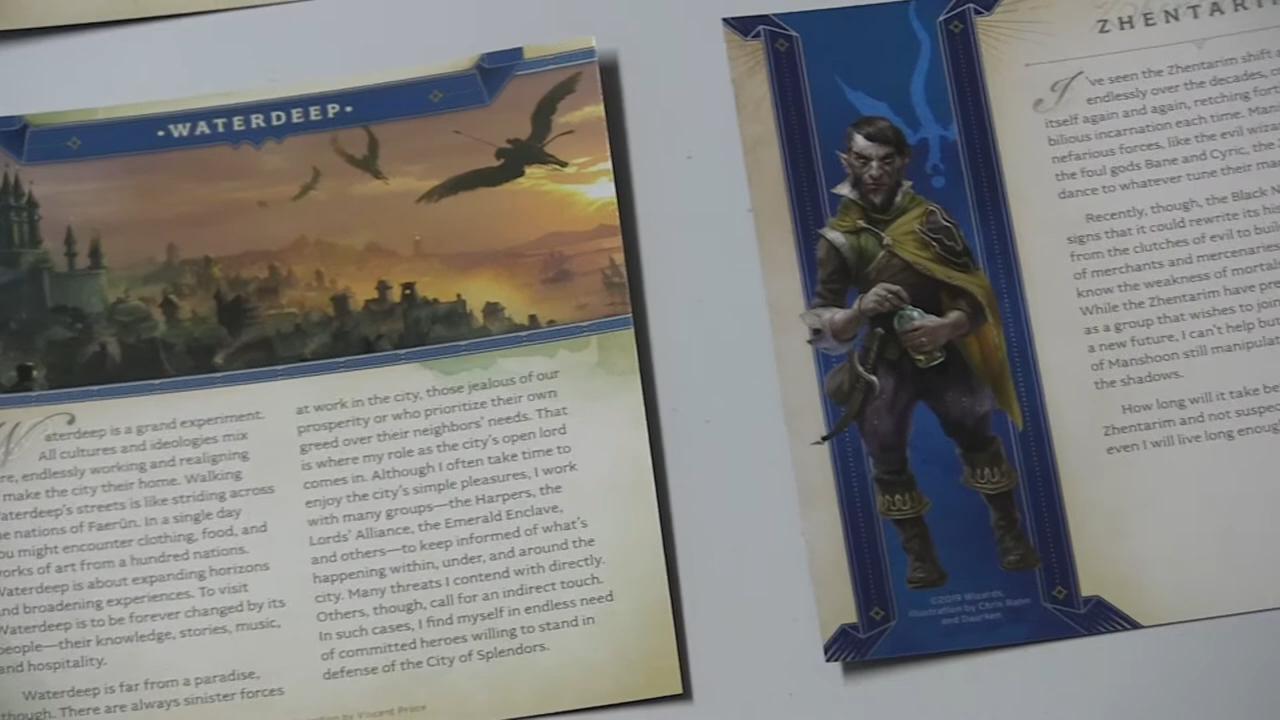 •WATERDEEP•
Waterdeep is a grand experiment.
All cultures and ideologies mix
re, endlessly working and realigning
make the city their home. Walking
aterdeep's streets is like striding across
e nations of Faerûn. In a single day
ou might encounter clothing, food, and
orks of art from a hundred nations.
Waterdeep is about expanding horizons
nd broadening experiences. To visit
Waterdeep is to be forever changed by its
people—their knowledge, stories, music,
and hospitality.
Waterdeep is far from a paradise,
though. There are always sinister forces
at work in the city, those jealous of our
prosperity or who prioritize their own
greed over their neighbors' needs. That
is where my role as the city's open lord
comes in. Although I often take time to
enjoy the city's simple pleasures, I work
with many groups—the Harpers, the
Lords' Alliance, the Emerald Enclave,
and others—to keep informed of what's
happening within, under, and around the
city. Many threats I contend with directly.
Others, though, call for an indirect touch.
In such cases, I find myself in endless need
of committed heroes willing to stand in
defense of the City of Splendors.
by Vincent Proce
ZHENTARI
I've seen the Zhentarim shift
endlessly over the decades,
itself again and again, retching fort
bilious incarnation each time. Man
nefarious forces, like the evil wiza
the foul gods Bane and Cyric, the
dance to whatever tune their ma
Recently, though, the Black
signs that it could rewrite its hi
from the clutches of evil to buil
of merchants and mercenaries
know the weakness of mortal
While the Zhentarim have pre
as a group that wishes to join
a new future, I can't help bu
of Manshoon still manipulat
the shadows.
How long will it take be
Zhentarim and not suspe
even I will live long enoug
©2019 Wizards,
Illustration by Chris Rahn
and Daarken